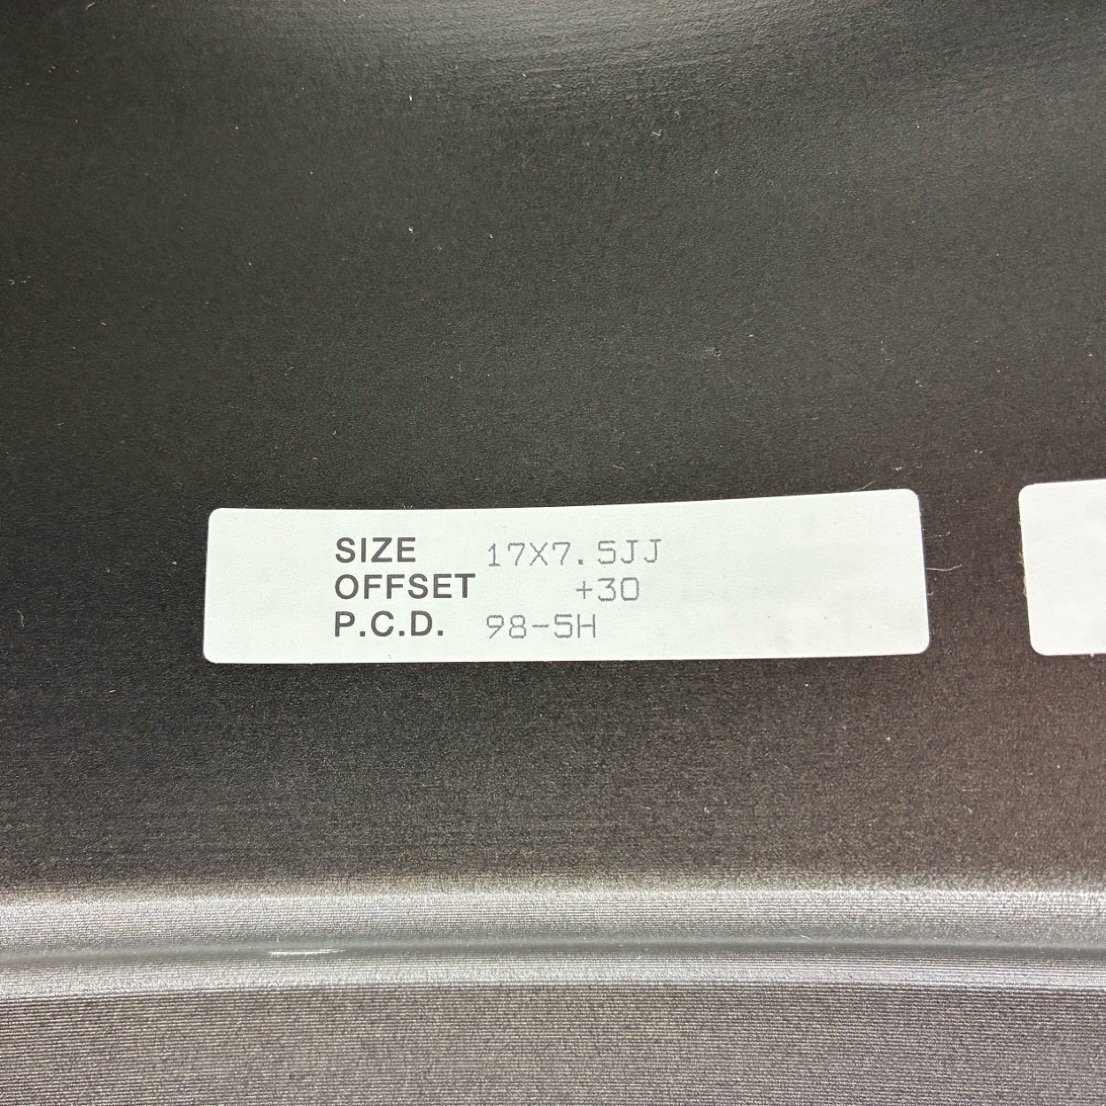 SIZE 17X7.5JJ
OFFSET +30
P.C.D. 98-5H